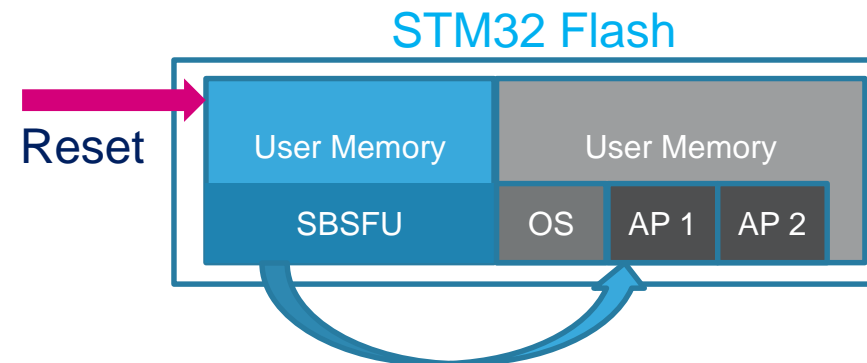 STM32 Flash
Reset
User Memory
User Memory
SBSFU
OS
AP 1
AP 2